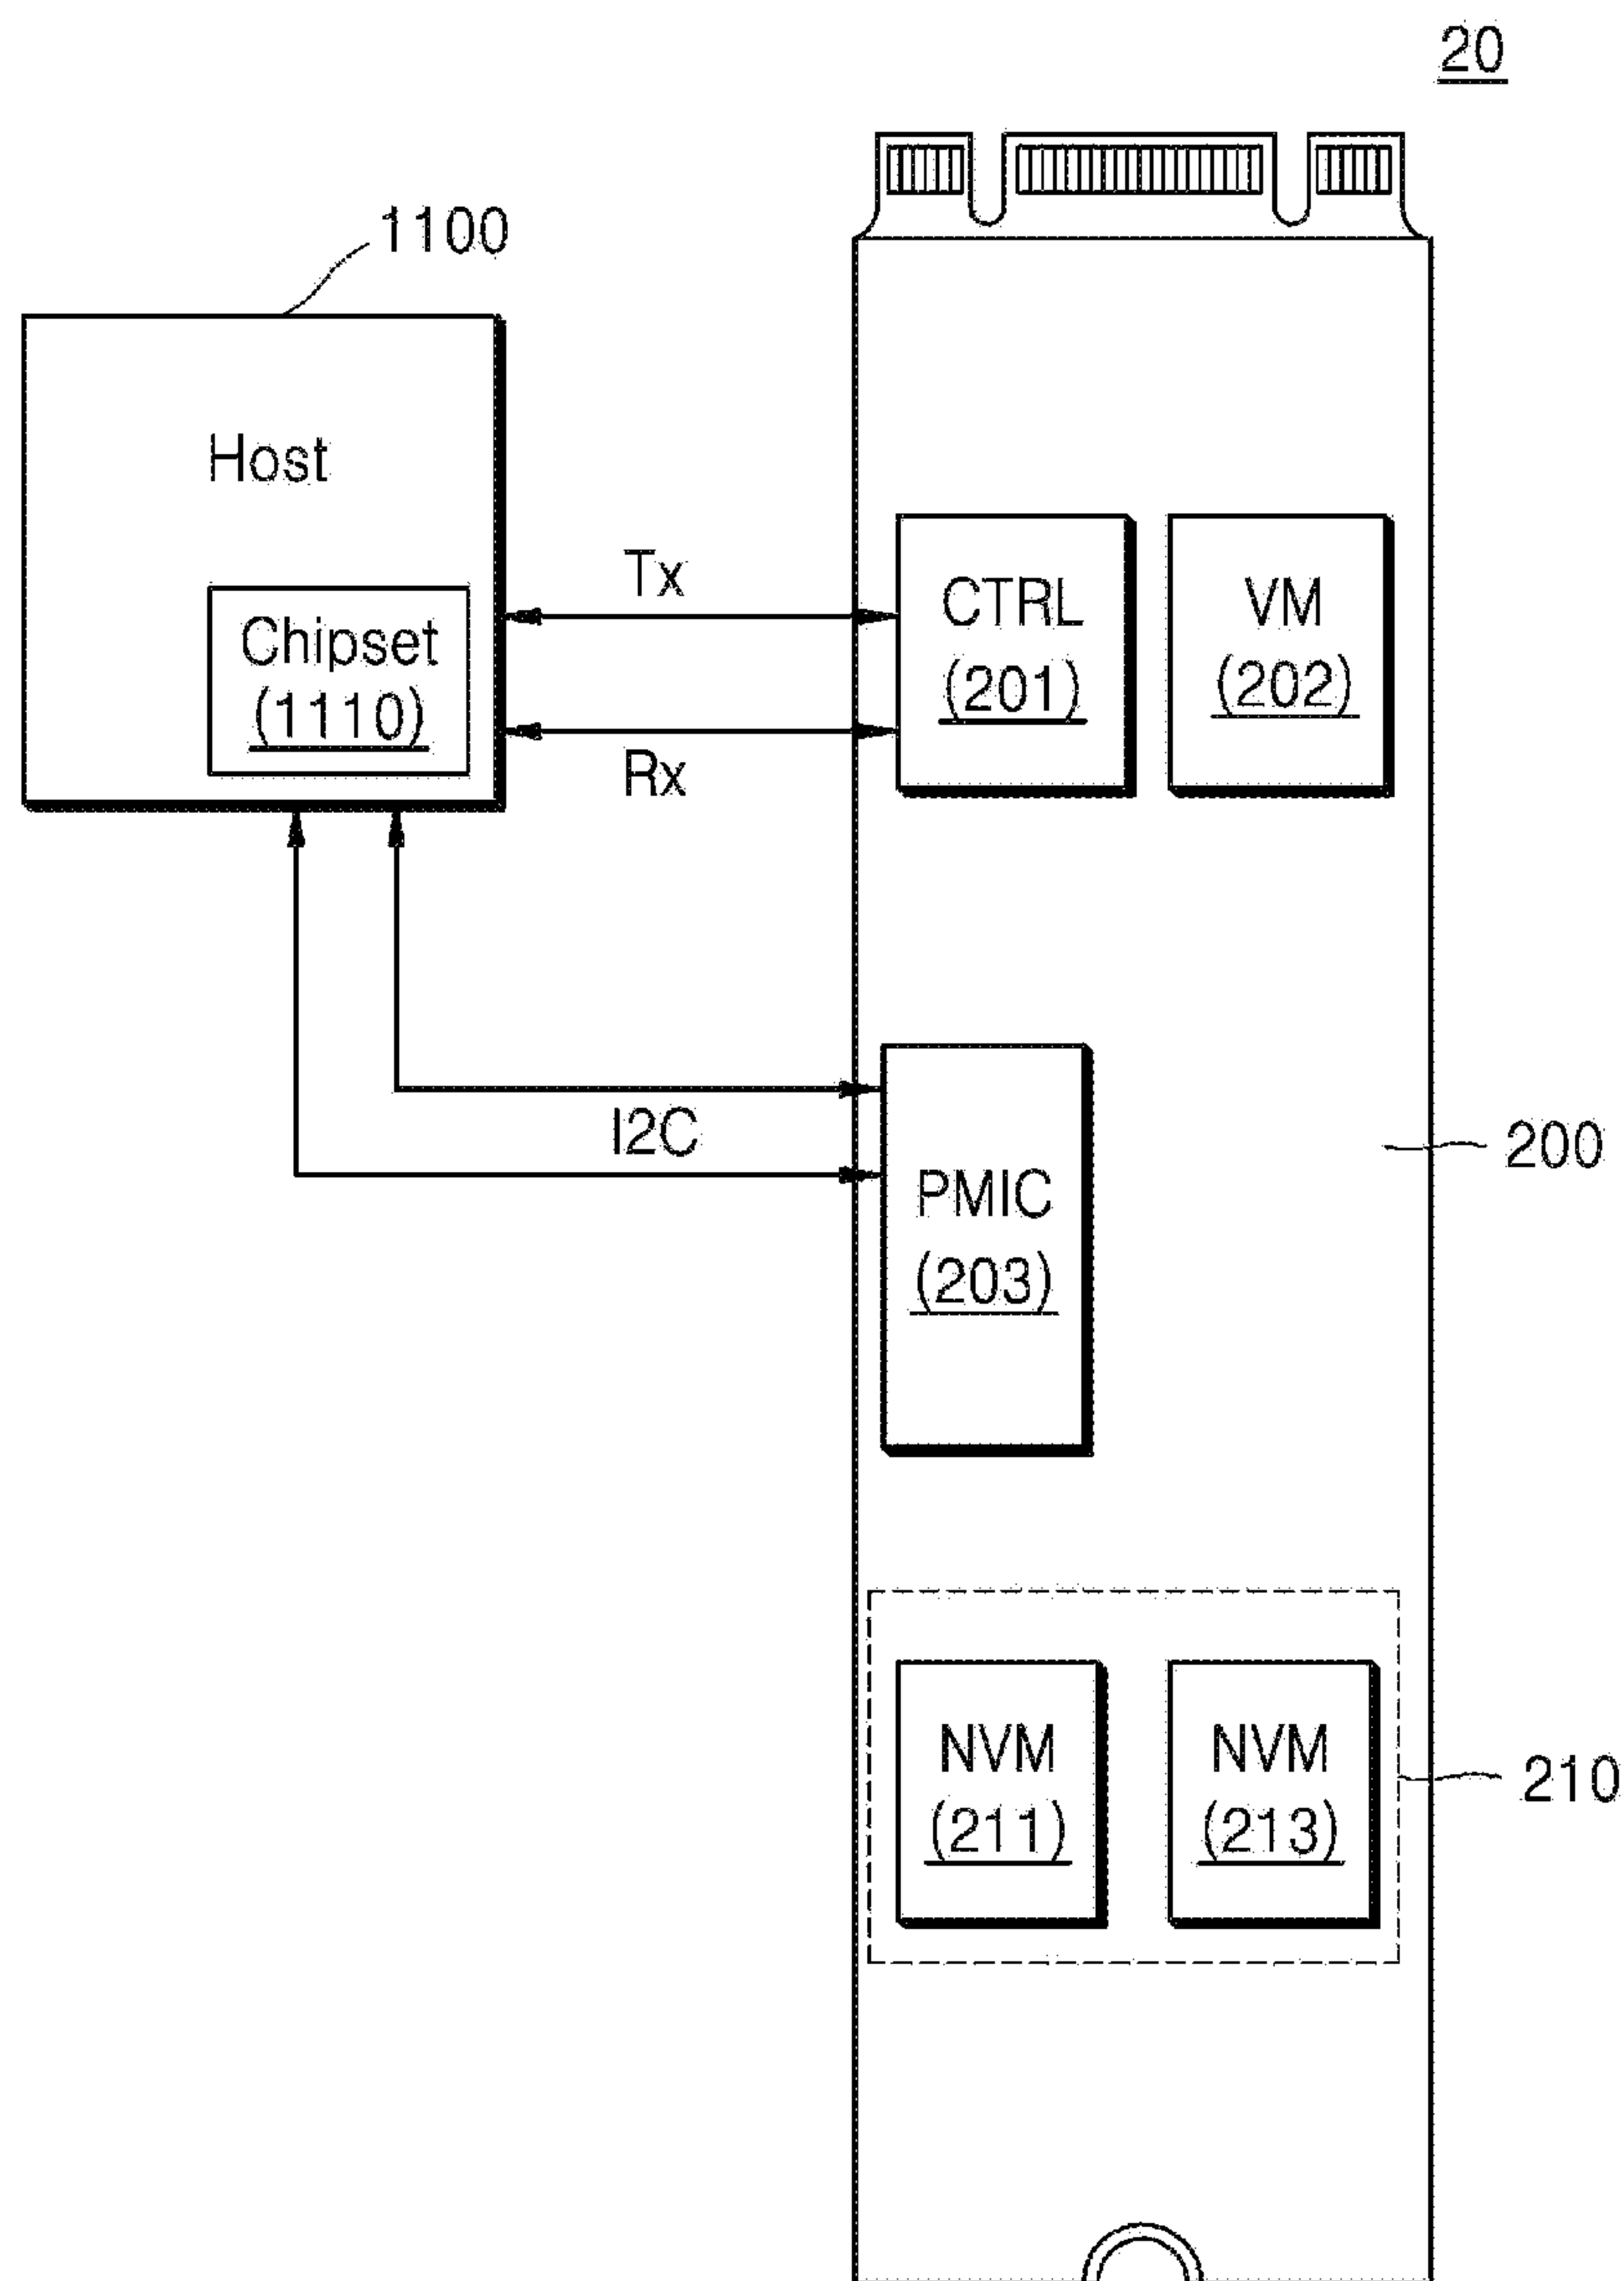 20
1100
Host
Chipset
(1110)
Tx
Rx
CTRL
(201)
VM
(202)
I2C
PMIC
(203)
200
NVM
(211)
NVM
(213)
210